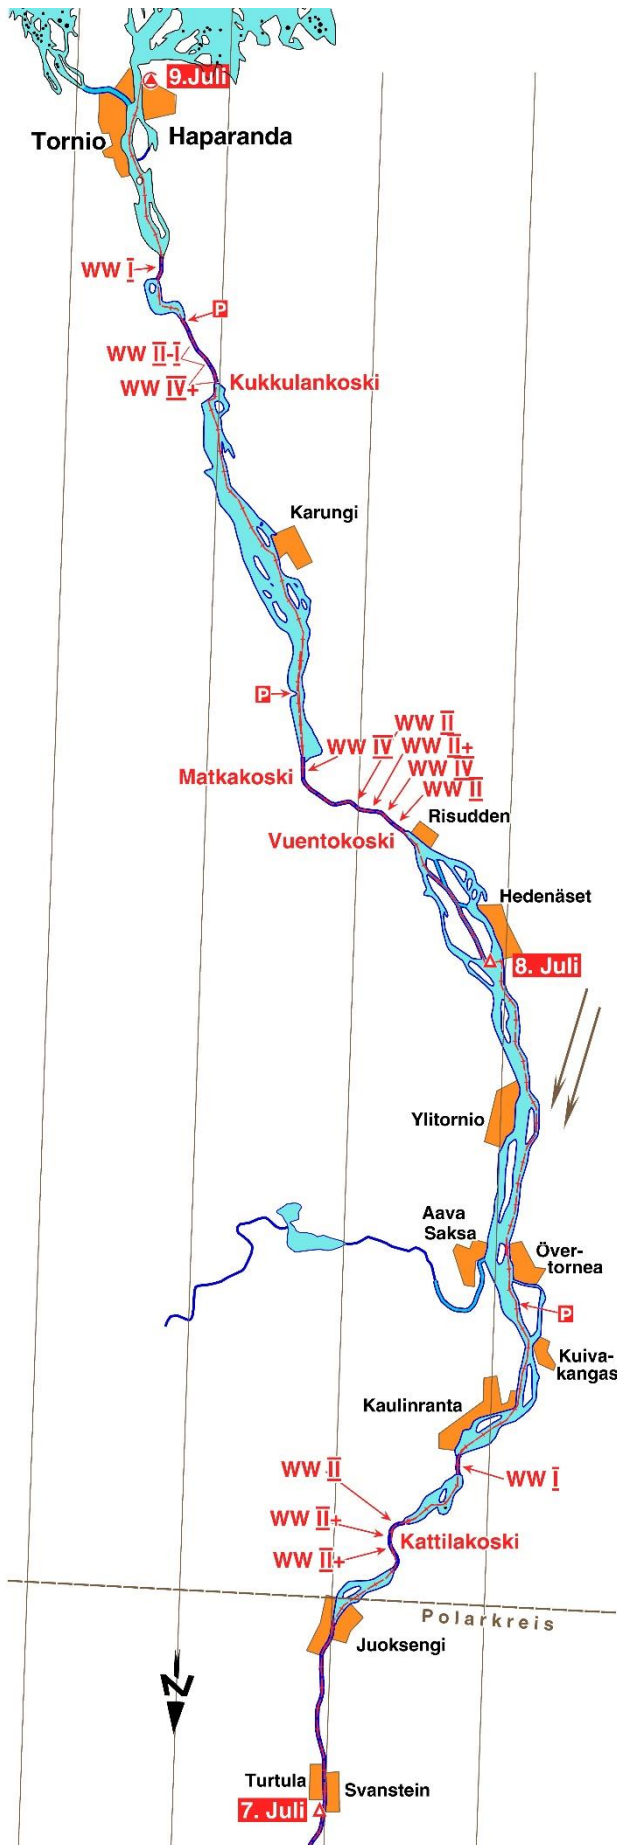 9.Juli
Tornio
Haparanda
WW I
P
WW II-I
WW IV+
Kukkulankoski
Karungi
P
WW II
WW IV
WW II+
WW IV
Matkakoski
WW II
Risudden
Vuentokoski
Hedenäset
8. Juli
Ylitornio
Aava
Saksa
Över-
tornea
P
Kuiva-
kangas
Kaulinranta
WW II
WW I
WW II+
Kattilakoski
WW II+
Polarkreis
Juoksengi
N
Turtula
Svanstein
7. Juli